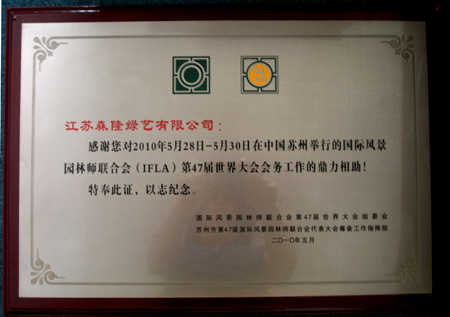 江苏森隆绿艺有限公司：
感谢您对2010年5月28日-5月30日在中国苏州举行的国际风景
园林师联合会（IFLA）第47届世界大会会务工作的鼎力相助！
特奉此证，以志纪念。
国际风景园林师联合会第47届世界大会组委会
苏州市第47届国际风景园林师联合会代表大会筹备工作指挥部
二〇一〇年五月